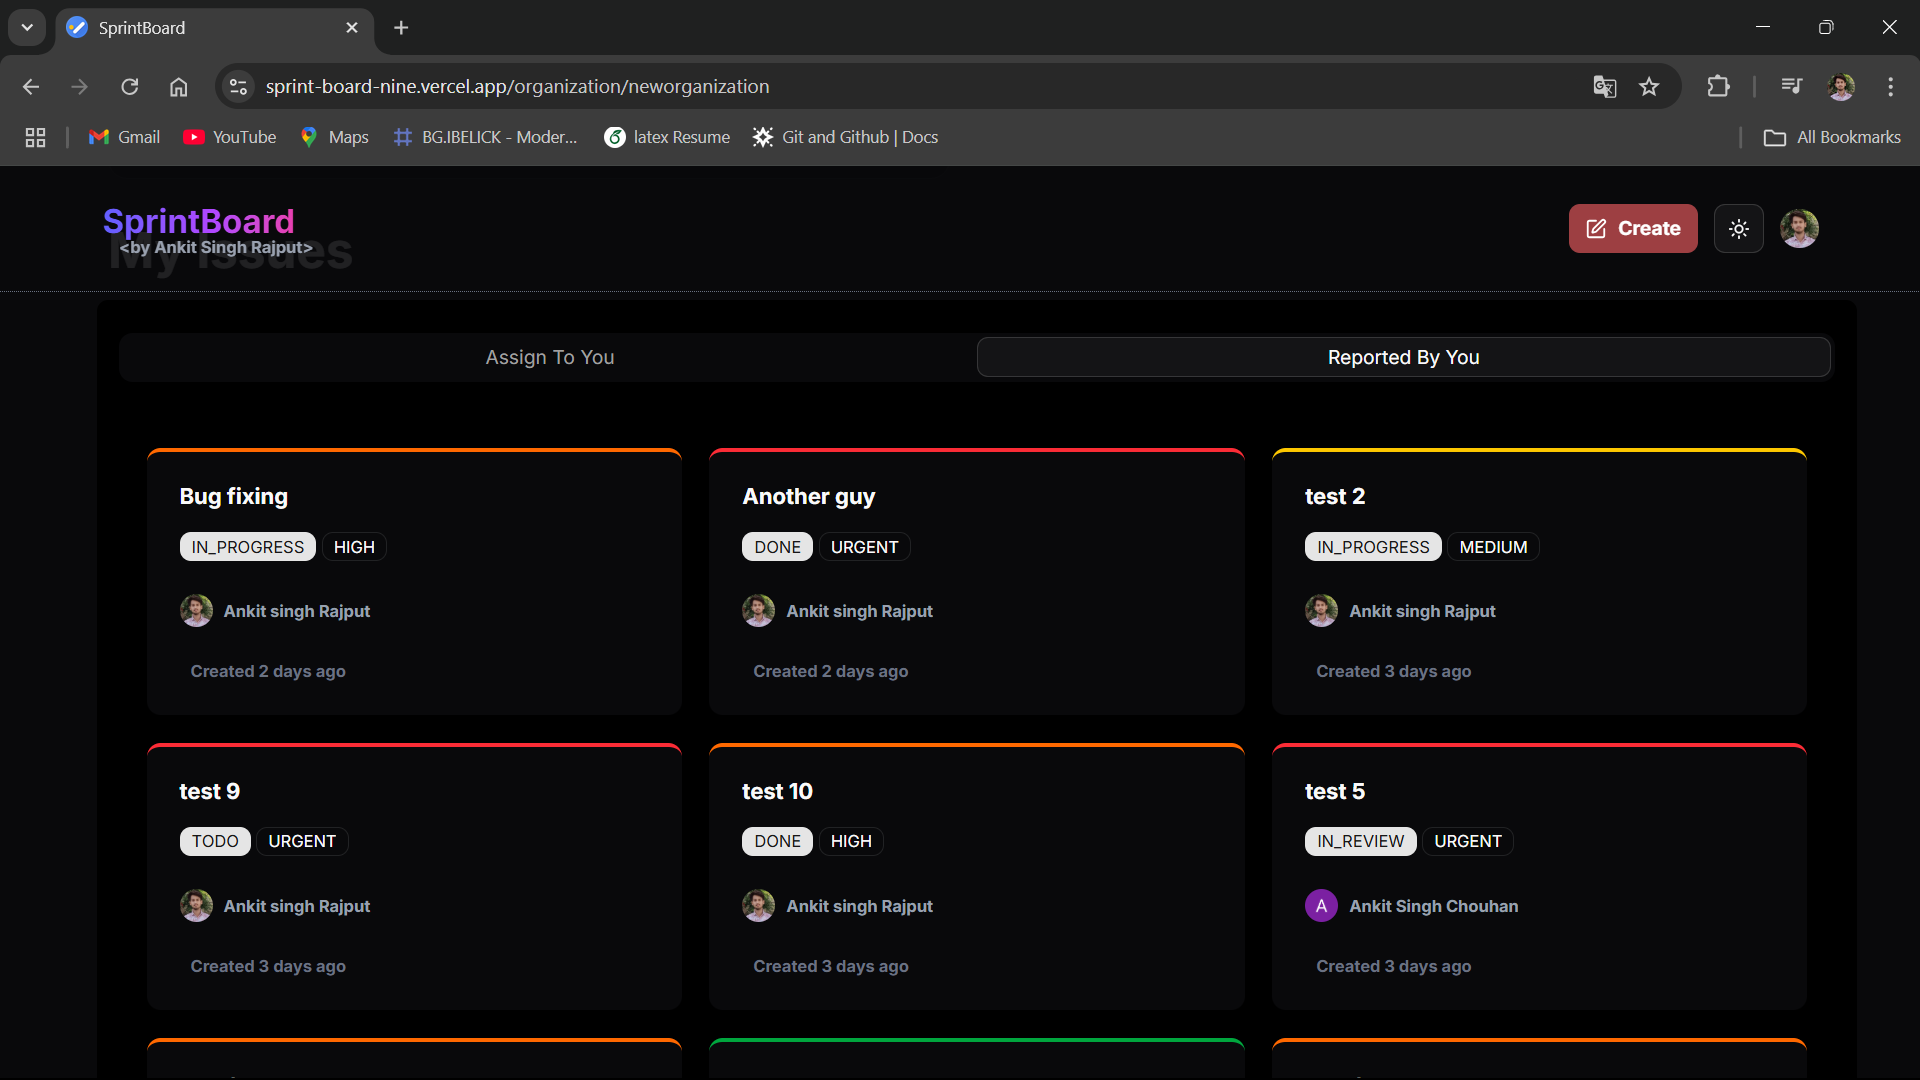 SprintBoard
sprint-board-nine.vercel.app/organization/neworganization
Gmail YouTube Maps BG.IBELICK - Moder... latex Resume Git and Github | Docs All Bookmarks
SprintBoard
<by Ankit Singh Rajput>
My Issues
Create
Assign To You Reported By You
Bug fixing
IN_PROGRESS HIGH
Ankit singh Rajput
Created 2 days ago
Another guy
DONE URGENT
Ankit singh Rajput
Created 2 days ago
test 2
IN_PROGRESS MEDIUM
Ankit singh Rajput
Created 3 days ago
test 9
TODO URGENT
Ankit singh Rajput
Created 3 days ago
test 10
DONE HIGH
Ankit singh Rajput
Created 3 days ago
test 5
IN_REVIEW URGENT
A Ankit Singh Chouhan
Created 3 days ago